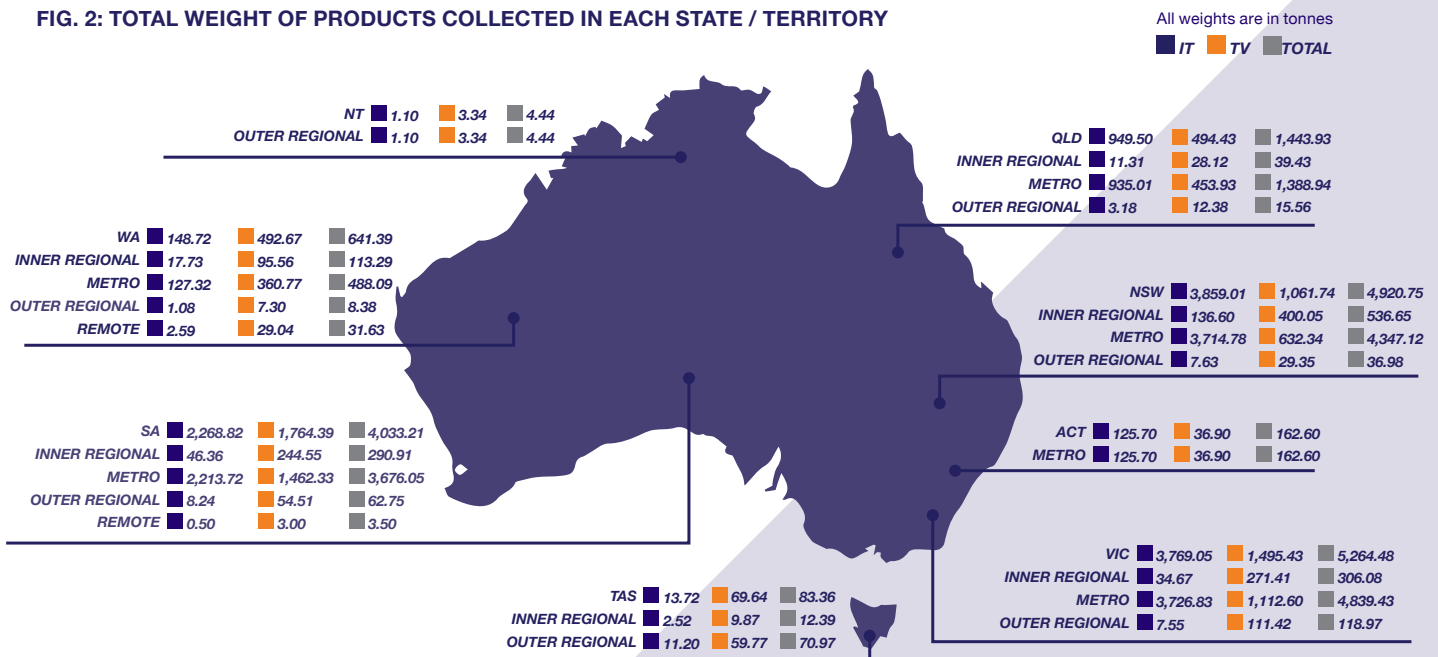 FIG. 2: TOTAL WEIGHT OF PRODUCTS COLLECTED IN EACH STATE / TERRITORY
All weights are in tonnes
IT TV TOTAL
NT 1.10 3.34 4.44
OUTER REGIONAL 1.10 3.34 4.44
QLD 949.50 494.43 1,443.93
INNER REGIONAL 11.31 28.12 39.43
METRO 935.01 453.93 1,388.94
OUTER REGIONAL 3.18 12.38 15.56
WA 148.72 492.67 641.39
INNER REGIONAL 17.73 95.56 113.29
METRO 127.32 360.77 488.09
OUTER REGIONAL 1.08 7.30 8.38
REMOTE 2.59 29.04 31.63
NSW 3,859.01 1,061.74 4,920.75
INNER REGIONAL 136.60 400.05 536.65
METRO 3,714.78 632.34 4,347.12
OUTER REGIONAL 7.63 29.35 36.98
SA 2,268.82 1,764.39 4,033.21
INNER REGIONAL 46.36 244.55 290.91
METRO 2,213.72 1,462.33 3,676.05
OUTER REGIONAL 8.24 54.51 62.75
REMOTE 0.50 3.00 3.50
ACT 125.70 36.90 162.60
METRO 125.70 36.90 162.60
VIC 3,769.05 1,495.43 5,264.48
INNER REGIONAL 34.67 271.41 306.08
METRO 3,726.83 1,112.60 4,839.43
OUTER REGIONAL 7.55 111.42 118.97
TAS 13.72 69.64 83.36
INNER REGIONAL 2.52 9.87 12.39
OUTER REGIONAL 11.20 59.77 70.97